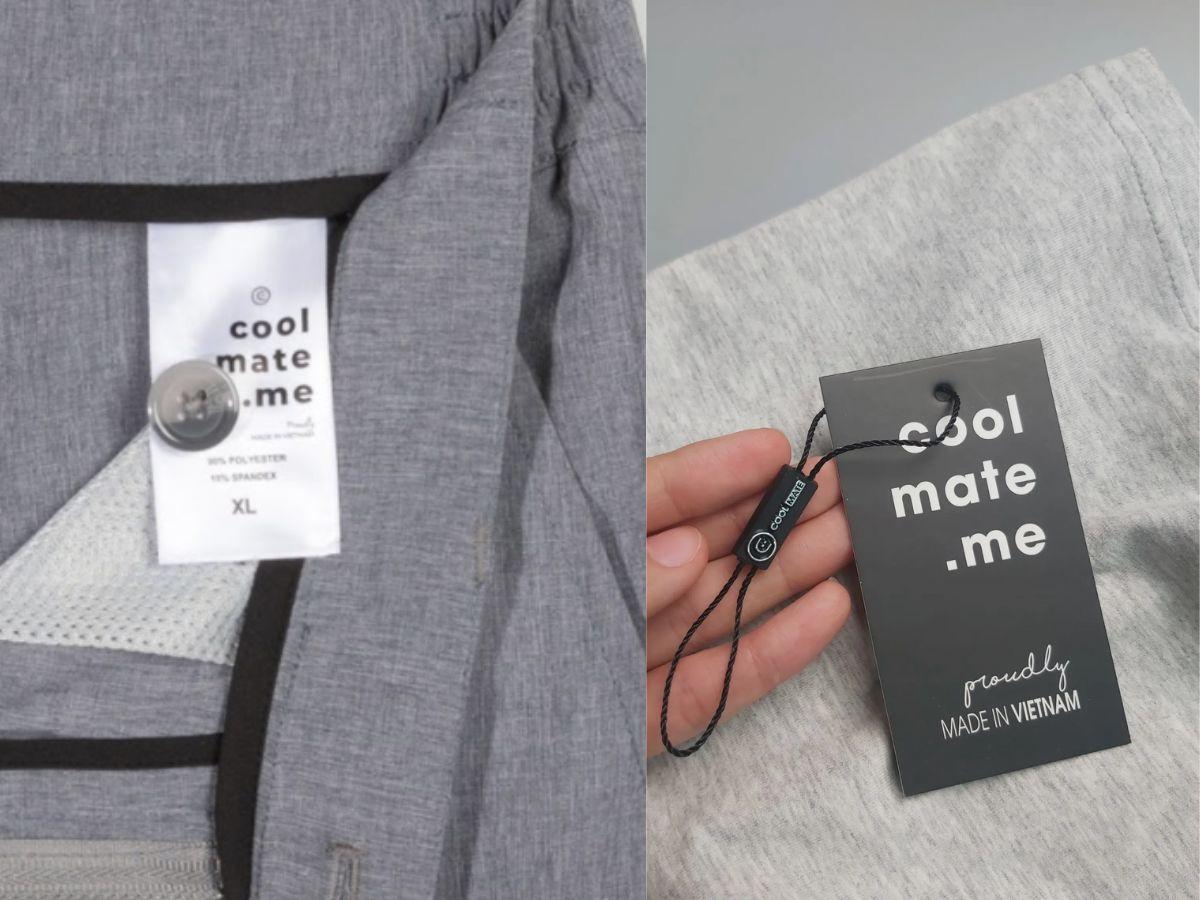 ©
cool
mate
.me
Proudly
MADE IN VIETNAM
90% POLYESTER
10% SPANDEX
XL
COOL MATE
cool
mate
.me
proudly
MADE IN VIETNAM